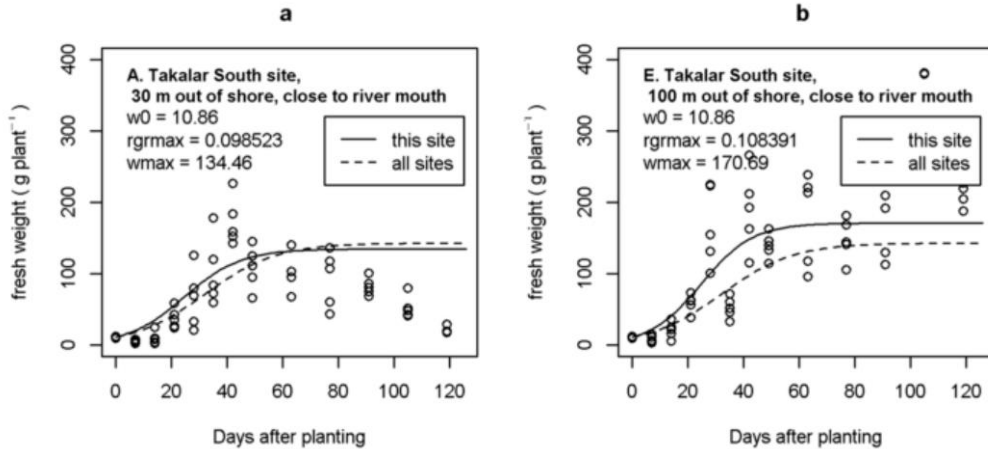 a
A. Takalar South site,
30 m out of shore, close to river mouth
w0 = 10.86
rgrmax = 0.098523
wmax = 134.46
this site
all sites
fresh weight ( g plant⁻¹ )
400
300
200
100
0
0 20 40 60 80 100 120
Days after planting
b
E. Takalar South site,
100 m out of shore, close to river mouth
w0 = 10.86
rgrmax = 0.108391
wmax = 170.69
this site
all sites
fresh weight ( g plant⁻¹ )
400
300
200
100
0
0 20 40 60 80 100 120
Days after planting